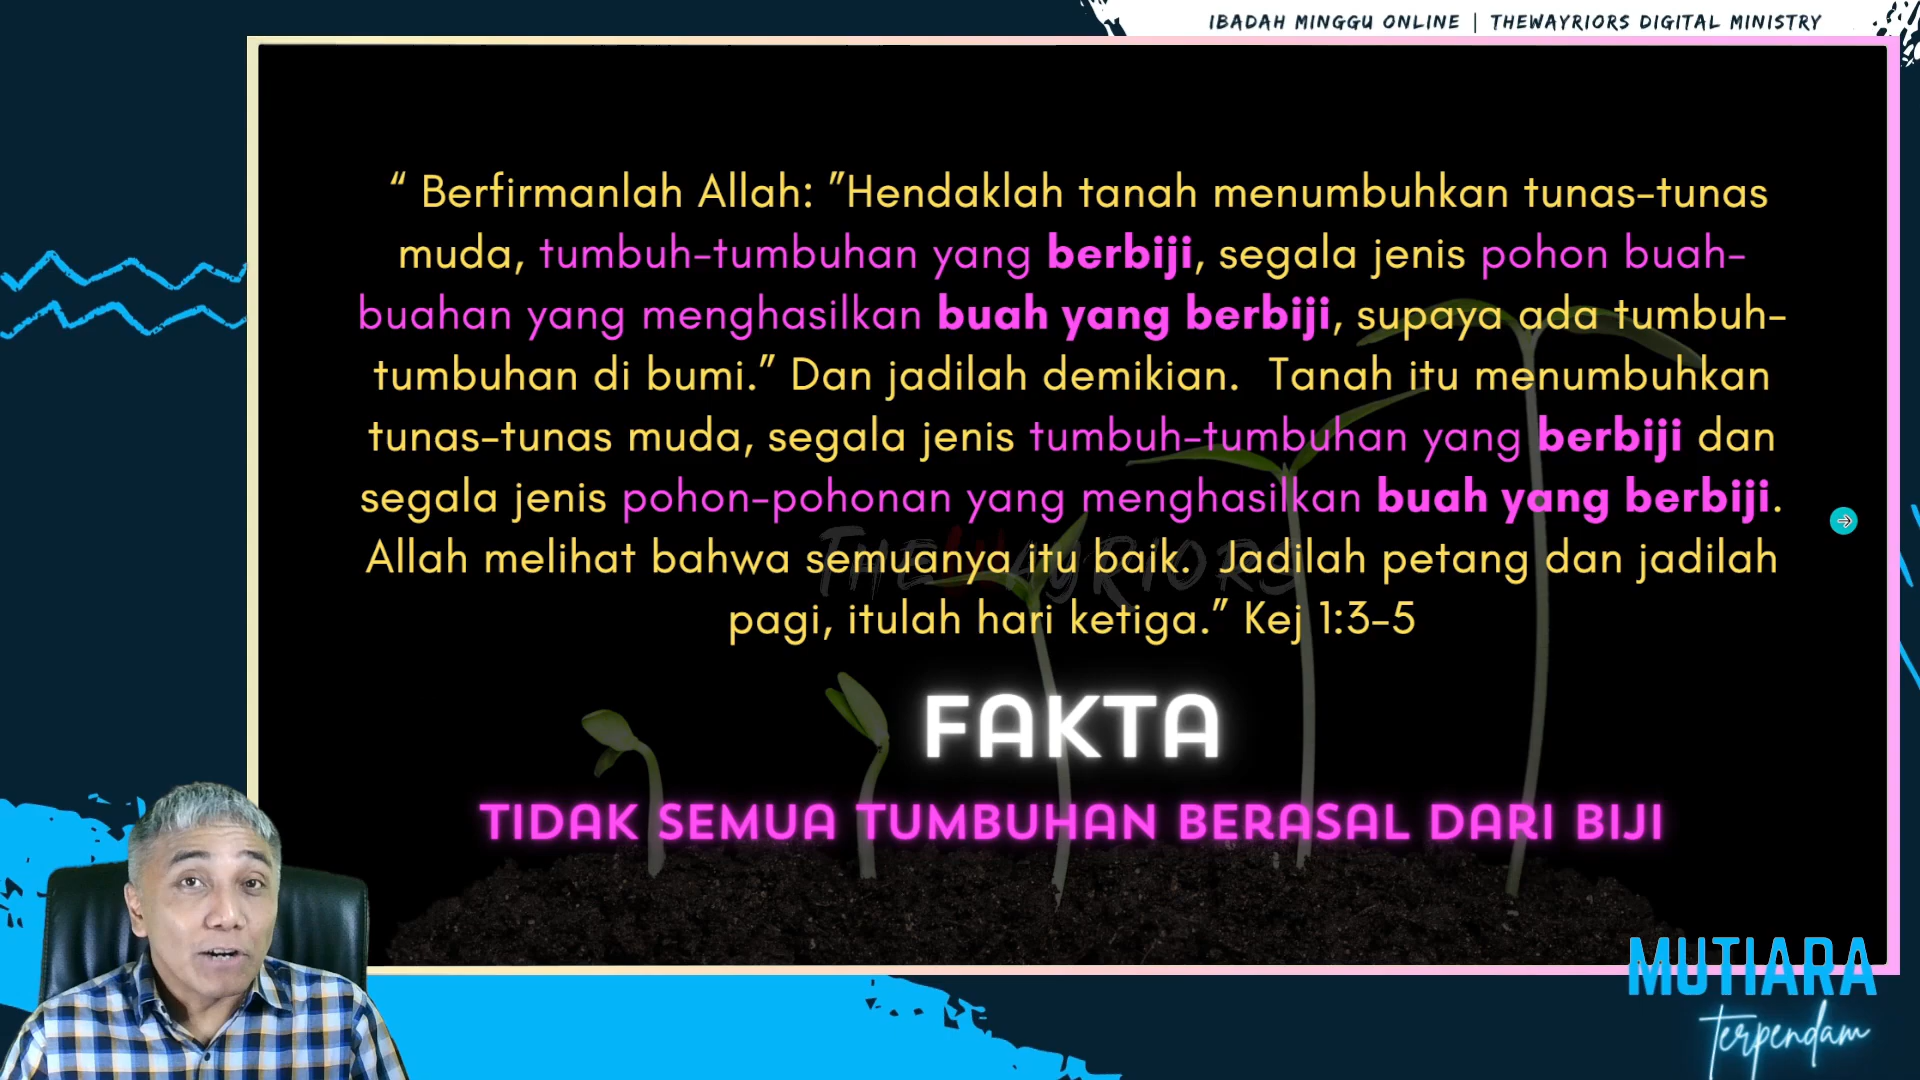 IBADAH MINGGU ONLINE | THEWAYRIORS DIGITAL MINISTRY
“ Berfirmanlah Allah: ”Hendaklah tanah menumbuhkan tunas-tunas
muda, tumbuh-tumbuhan yang berbiji, segala jenis pohon buah-
buahan yang menghasilkan buah yang berbiji, supaya ada tumbuh-
tumbuhan di bumi.” Dan jadilah demikian.  Tanah itu menumbuhkan
tunas-tunas muda, segala jenis tumbuh-tumbuhan yang berbiji dan
segala jenis pohon-pohonan yang menghasilkan buah yang berbiji.
Allah melihat bahwa semuanya itu baik.  Jadilah petang dan jadilah
pagi, itulah hari ketiga.” Kej 1:3-5
THEWAYRIORS
FAKTA
TIDAK SEMUA TUMBUHAN BERASAL DARI BIJI
MUTIARA
Terpendam